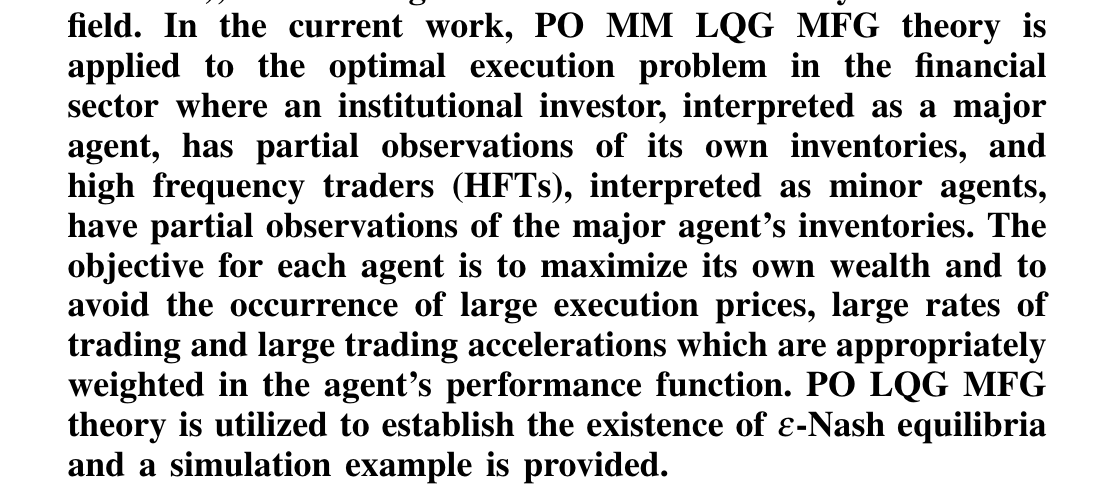 field. In the current work, PO MM LQG MFG theory is
applied to the optimal execution problem in the financial
sector where an institutional investor, interpreted as a major
agent, has partial observations of its own inventories, and
high frequency traders (HFTs), interpreted as minor agents,
have partial observations of the major agent's inventories. The
objective for each agent is to maximize its own wealth and to
avoid the occurrence of large execution prices, large rates of
trading and large trading accelerations which are appropriately
weighted in the agent's performance function. PO LQG MFG
theory is utilized to establish the existence of ε-Nash equilibria
and a simulation example is provided.